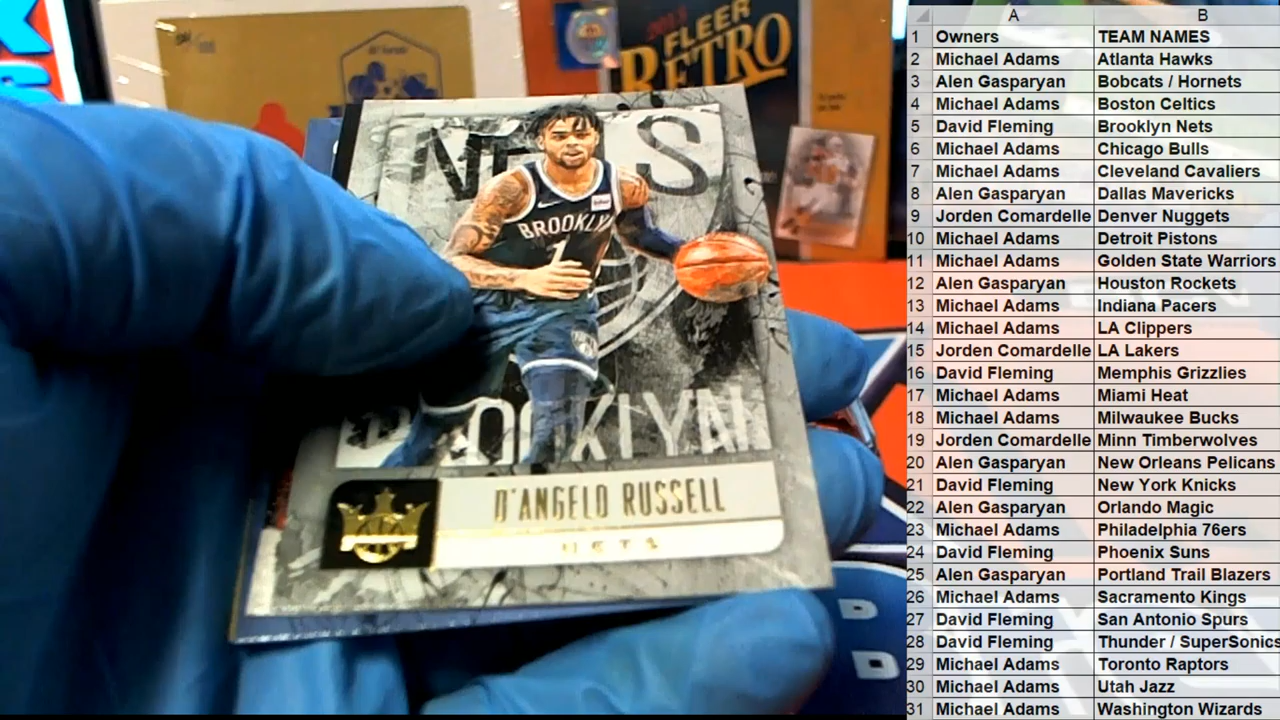 2013
FLEER
RETRO
NETS
BROOKLYN
1
BROOKLYN
D'ANGELO RUSSELL
NETS
A B
1 Owners TEAM NAMES
2 Michael Adams Atlanta Hawks
3 Alen Gasparyan Bobcats / Hornets
4 Michael Adams Boston Celtics
5 David Fleming Brooklyn Nets
6 Michael Adams Chicago Bulls
7 Michael Adams Cleveland Cavaliers
8 Alen Gasparyan Dallas Mavericks
9 Jorden Comardelle Denver Nuggets
10 Michael Adams Detroit Pistons
11 Michael Adams Golden State Warriors
12 Alen Gasparyan Houston Rockets
13 Michael Adams Indiana Pacers
14 Michael Adams LA Clippers
15 Jorden Comardelle LA Lakers
16 David Fleming Memphis Grizzlies
17 Michael Adams Miami Heat
18 Michael Adams Milwaukee Bucks
19 Jorden Comardelle Minn Timberwolves
20 Alen Gasparyan New Orleans Pelicans
21 David Fleming New York Knicks
22 Alen Gasparyan Orlando Magic
23 Michael Adams Philadelphia 76ers
24 David Fleming Phoenix Suns
25 Alen Gasparyan Portland Trail Blazers
26 Michael Adams Sacramento Kings
27 David Fleming San Antonio Spurs
28 David Fleming Thunder / SuperSonics
29 Michael Adams Toronto Raptors
30 Michael Adams Utah Jazz
31 Michael Adams Washington Wizards